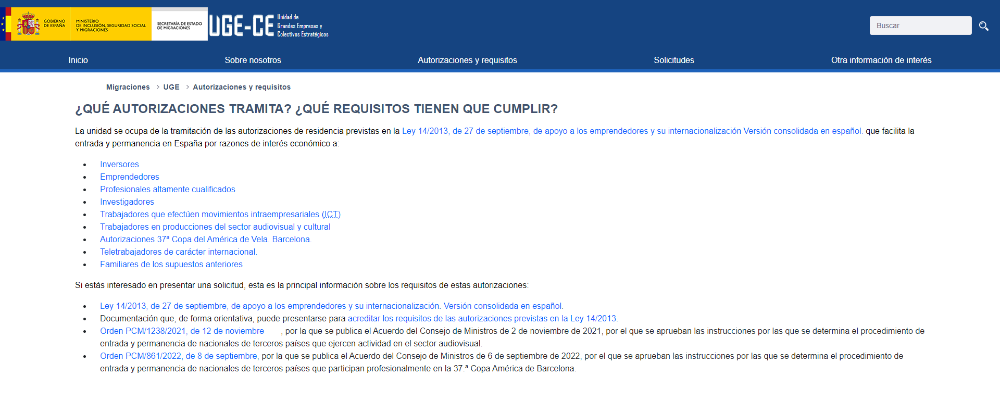 GOBIERNO
DE ESPAÑA
MINISTERIO
DE INCLUSIÓN, SEGURIDAD SOCIAL
Y MIGRACIONES
SECRETARÍA DE ESTADO
DE MIGRACIONES
UGE-CE
Unidad de
Grandes Empresas y
Colectivos Estratégicos
Buscar
Inicio
Sobre nosotros
Autorizaciones y requisitos
Solicitudes
Otra información de interés
Migraciones > UGE > Autorizaciones y requisitos
¿QUÉ AUTORIZACIONES TRAMITA? ¿QUÉ REQUISITOS TIENEN QUE CUMPLIR?
La unidad se ocupa de la tramitación de las autorizaciones de residencia previstas en la Ley 14/2013, de 27 de septiembre, de apoyo a los emprendedores y su internacionalización Versión consolidada en español. que facilita la
entrada y permanencia en España por razones de interés económico a:
• Inversores
• Emprendedores
• Profesionales altamente cualificados
• Investigadores
• Trabajadores que efectúen movimientos intraempresariales (ICT)
• Trabajadores en producciones del sector audiovisual y cultural
• Autorizaciones 37ª Copa del América de Vela. Barcelona.
• Teletrabajadores de carácter internacional.
• Familiares de los supuestos anteriores
Si estás interesado en presentar una solicitud, esta es la principal información sobre los requisitos de estas autorizaciones:
• Ley 14/2013, de 27 de septiembre, de apoyo a los emprendedores y su internacionalización. Versión consolidada en español.
• Documentación que, de forma orientativa, puede presentarse para acreditar los requisitos de las autorizaciones previstas en la Ley 14/2013.
• Orden PCM/1238/2021, de 12 de noviembre , por la que se publica el Acuerdo del Consejo de Ministros de 2 de noviembre de 2021, por el que se aprueban las instrucciones por las que se determina el procedimiento de
entrada y permanencia de nacionales de terceros países que ejercen actividad en el sector audiovisual.
• Orden PCM/861/2022, de 8 de septiembre, por la que se publica el Acuerdo del Consejo de Ministros de 6 de septiembre de 2022, por el que se aprueban las instrucciones por las que se determina el procedimiento de
entrada y permanencia de nacionales de terceros países que participan profesionalmente en la 37.ª Copa América de Barcelona.